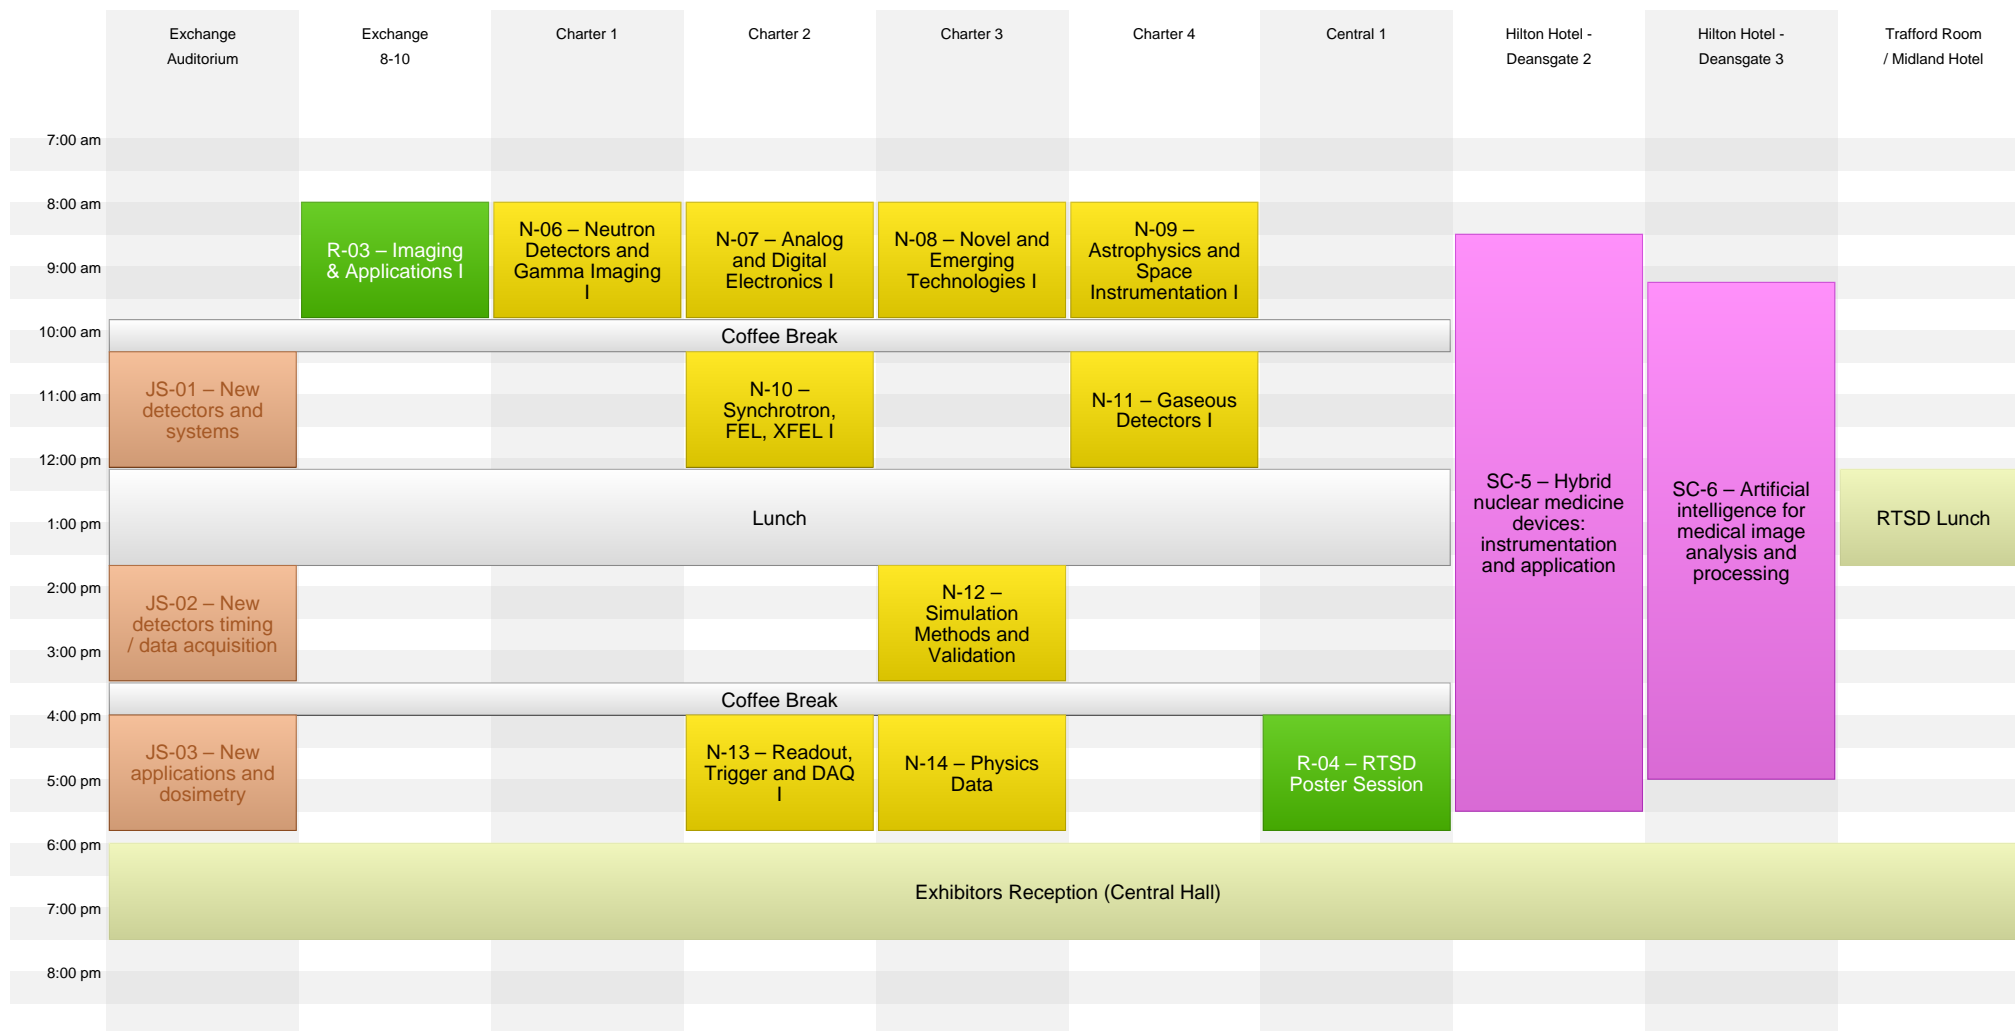 Exchange
Auditorium
Exchange
8-10
Charter 1
Charter 2
Charter 3
Charter 4
Central 1
Hilton Hotel -
Deansgate 2
Hilton Hotel -
Deansgate 3
Trafford Room
/ Midland Hotel
7:00 am
8:00 am
R-03 – Imaging
& Applications I
N-06 – Neutron
Detectors and
Gamma Imaging
I
N-07 – Analog
and Digital
Electronics I
N-08 – Novel and
Emerging
Technologies I
N-09 –
Astrophysics and
Space
Instrumentation I
9:00 am
10:00 am
Coffee Break
JS-01 – New
detectors and
systems
N-10 –
Synchrotron,
FEL, XFEL I
N-11 – Gaseous
Detectors I
11:00 am
12:00 pm
Lunch
SC-5 – Hybrid
nuclear medicine
devices:
instrumentation
and application
SC-6 – Artificial
intelligence for
medical image
analysis and
processing
RTSD Lunch
1:00 pm
2:00 pm
JS-02 – New
detectors timing
/ data acquisition
N-12 –
Simulation
Methods and
Validation
3:00 pm
Coffee Break
4:00 pm
JS-03 – New
applications and
dosimetry
N-13 – Readout,
Trigger and DAQ
I
N-14 – Physics
Data
R-04 – RTSD
Poster Session
5:00 pm
6:00 pm
Exhibitors Reception (Central Hall)
7:00 pm
8:00 pm